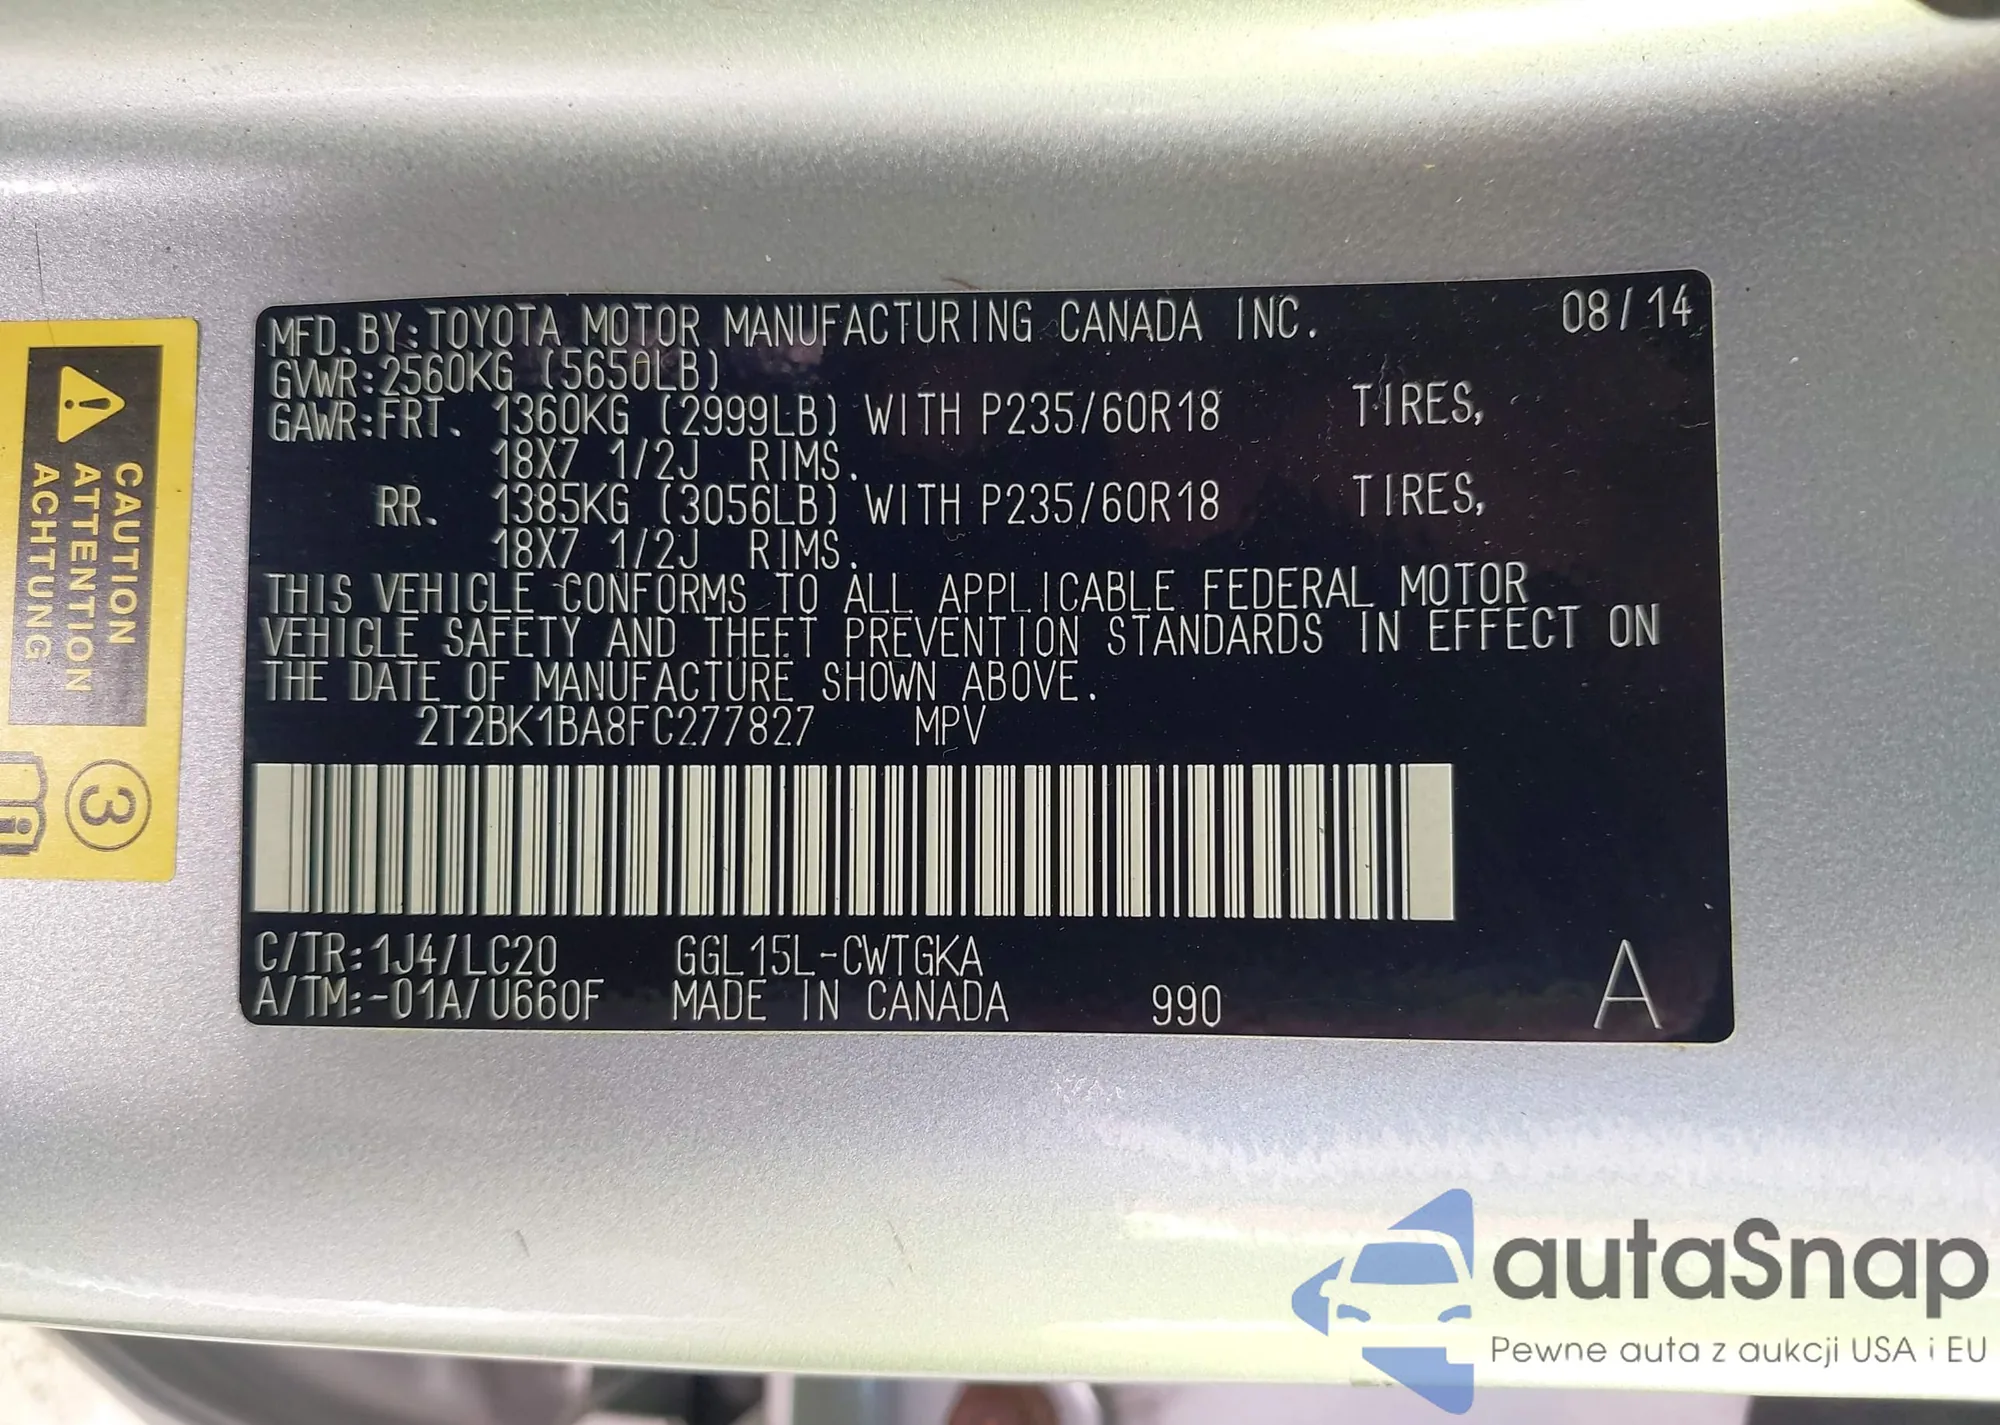 MFD. BY: TOYOTA MOTOR MANUFACTURING CANADA INC. 08/14
GVWR: 2560KG (5650LB)
GAWR: FRT. 1360KG (2999LB) WITH P235/60R18 TIRES,
18X7 1/2J RIMS.
RR. 1385KG (3056LB) WITH P235/60R18 TIRES,
18X7 1/2J RIMS.
THIS VEHICLE CONFORMS TO ALL APPLICABLE FEDERAL MOTOR
VEHICLE SAFETY AND THEFT PREVENTION STANDARDS IN EFFECT ON
THE DATE OF MANUFACTURE SHOWN ABOVE.
2T2BK1BA8FC277827 MPV
C/TR: 1J4/LC20 GGL15L-CWTGKA
A/TM: -01A/U660F MADE IN CANADA 990 A
CAUTION
ATTENTION
ACHTUNG
3
i
autaSnap
Pewne auta z aukcji USA i EU